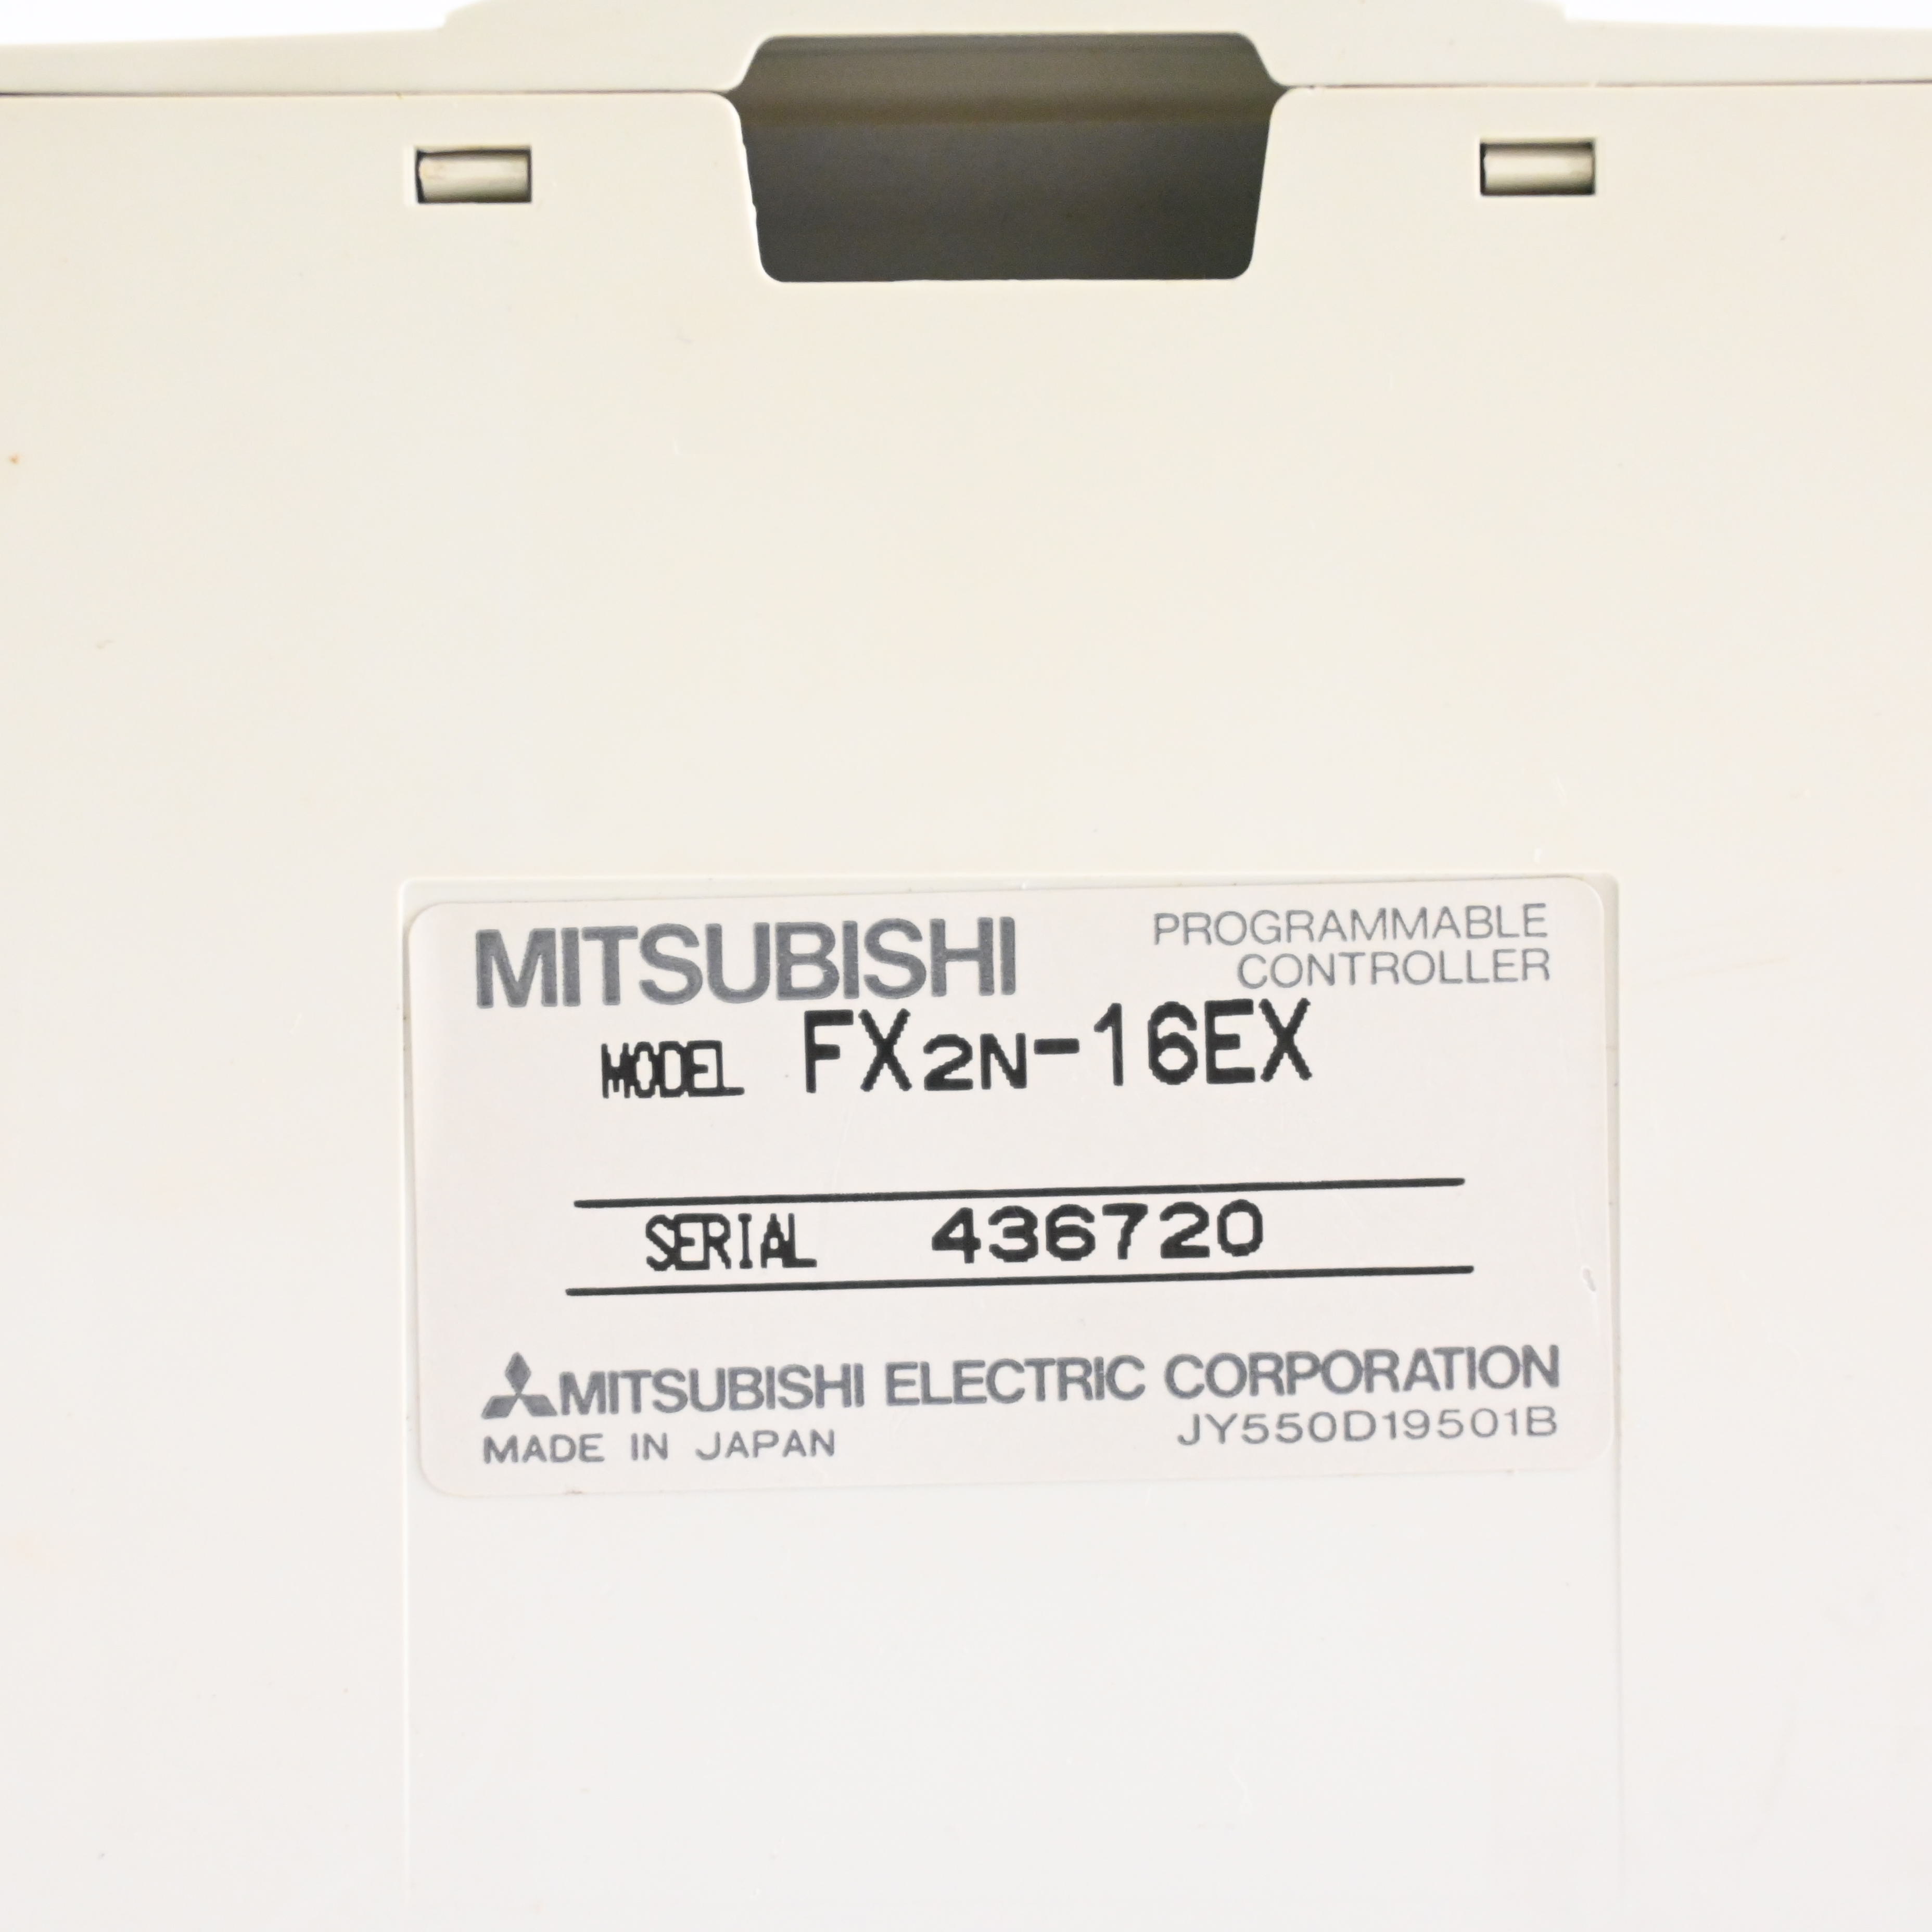 MITSUBISHI
PROGRAMMABLE
CONTROLLER
MODEL FX2N-16EX
SERIAL 436720
MITSUBISHI ELECTRIC CORPORATION
MADE IN JAPAN JY550D19501B